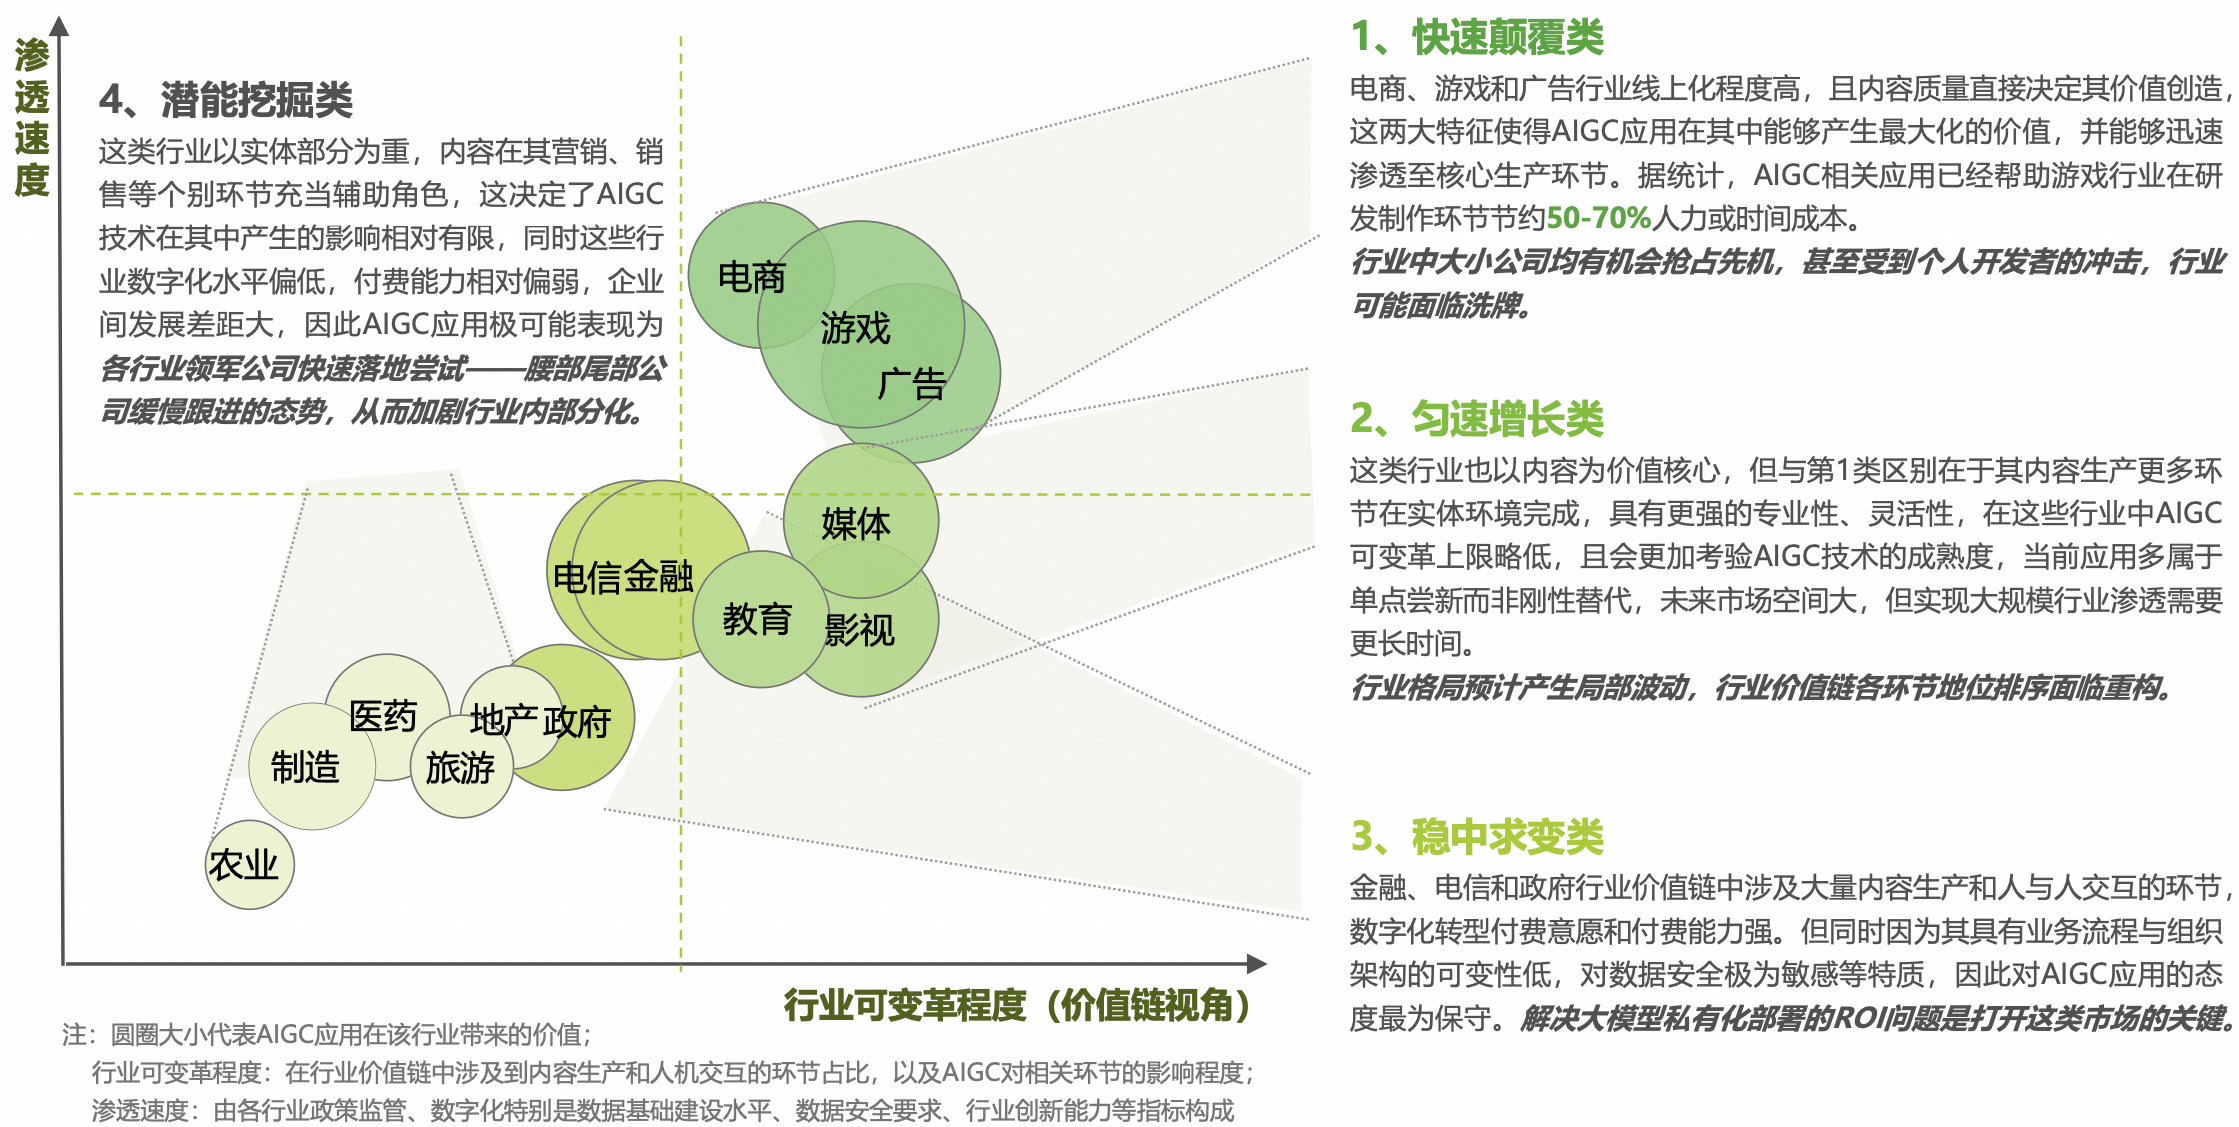 渗透速度
4、潜能挖掘类
这类行业以实体部分为重，内容在其营销、销
售等个别环节充当辅助角色，这决定了AIGC
技术在其中产生的影响相对有限，同时这些行
业数字化水平偏低，付费能力相对偏弱，企业
间发展差距大，因此AIGC应用极可能表现为
各行业领军公司快速落地尝试——腰部尾部公
司缓慢跟进的态势，从而加剧行业内部分化。
电商
游戏
广告
媒体
电信
金融
教育
影视
医药
地产
政府
制造
旅游
农业
行业可变革程度（价值链视角）
注：圆圈大小代表AIGC应用在该行业带来的价值；
行业可变革程度：在行业价值链中涉及到内容生产和人机交互的环节占比，以及AIGC对相关环节的影响程度；
渗透速度：由各行业政策监管、数字化特别是数据基础建设水平、数据安全要求、行业创新能力等指标构成
1、快速颠覆类
电商、游戏和广告行业线上化程度高，且内容质量直接决定其价值创造，
这两大特征使得AIGC应用在其中能够产生最大化的价值，并能够迅速
渗透至核心生产环节。据统计，AIGC相关应用已经帮助游戏行业在研
发制作环节节约50-70%人力或时间成本。
行业中大小公司均有机会抢占先机，甚至受到个人开发者的冲击，行业
可能面临洗牌。
2、匀速增长类
这类行业也以内容为价值核心，但与第1类区别在于其内容生产更多环
节在实体环境完成，具有更强的专业性、灵活性，在这些行业中AIGC
可变革上限略低，且会更加考验AIGC技术的成熟度，当前应用多属于
单点尝新而非刚性替代，未来市场空间大，但实现大规模行业渗透需要
更长时间。
行业格局预计产生局部波动，行业价值链各环节地位排序面临重构。
3、稳中求变类
金融、电信和政府行业价值链中涉及大量内容生产和人与人交互的环节，
数字化转型付费意愿和付费能力强。但同时因为其具有业务流程与组织
架构的可变性低，对数据安全极为敏感等特质，因此对AIGC应用的态
度最为保守。解决大模型私有化部署的ROI问题是打开这类市场的关键。